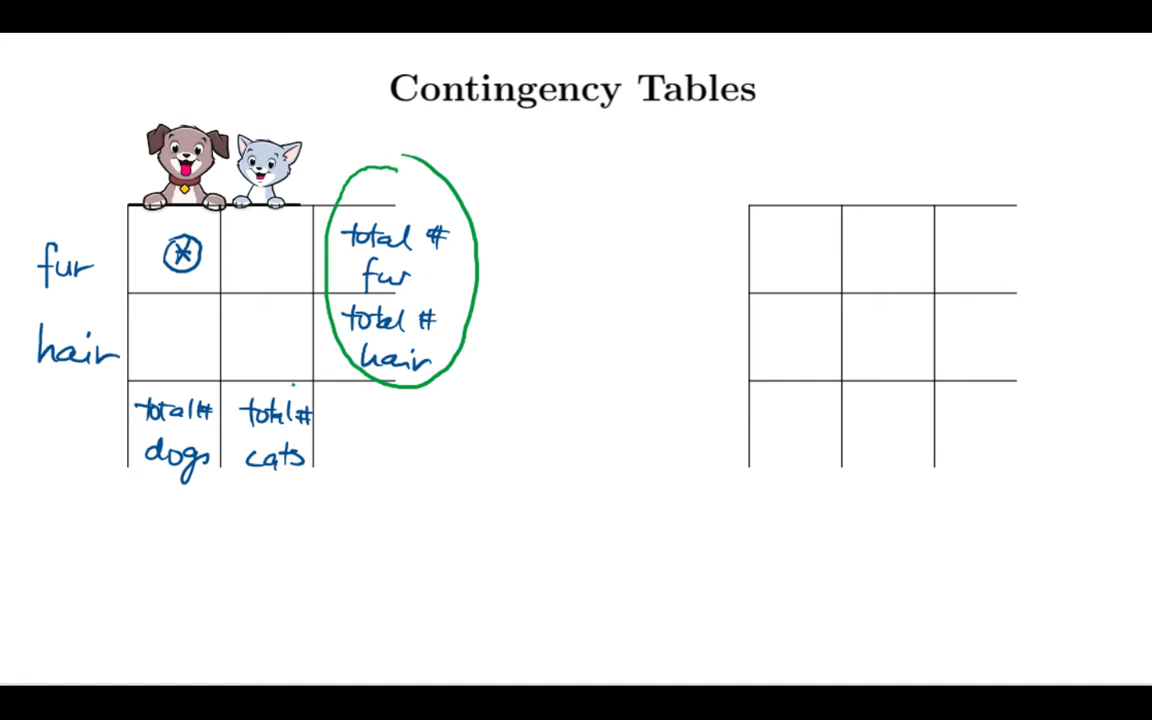 Contingency Tables
total #
fur
fur
total #
hair
hair
total #
total #
dogs
cats